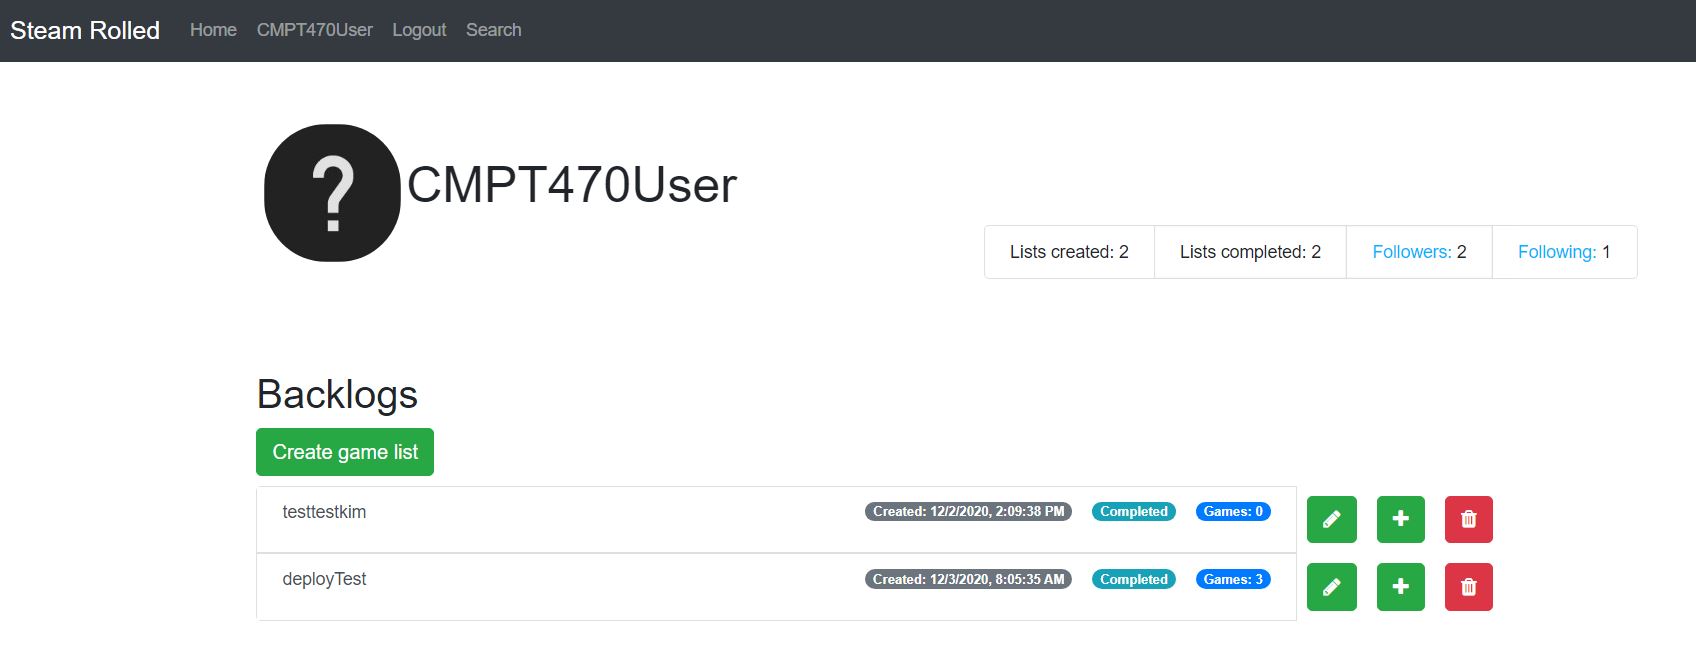 Steam Rolled Home CMPT470User Logout Search
? CMPT470User
Lists created: 2 Lists completed: 2 Followers: 2 Following: 1
Backlogs
Create game list
testtestkim Created: 12/2/2020, 2:09:38 PM Completed Games: 0
deployTest Created: 12/3/2020, 8:05:35 AM Completed Games: 3